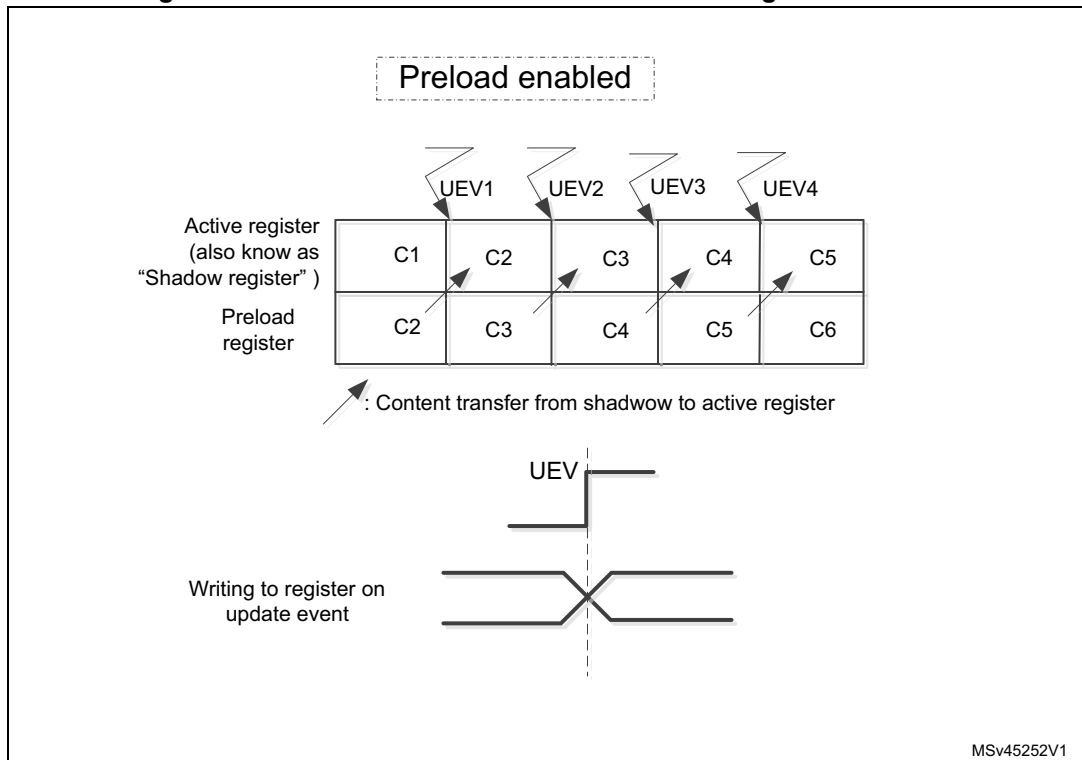 Preload enabled
UEV1 UEV2 UEV3 UEV4
Active register
(also know as
“Shadow register” )
C1 C2 C3 C4 C5
Preload
register
C2 C3 C4 C5 C6
: Content transfer from shadwow to active register
UEV
Writing to register on
update event
MSv45252V1